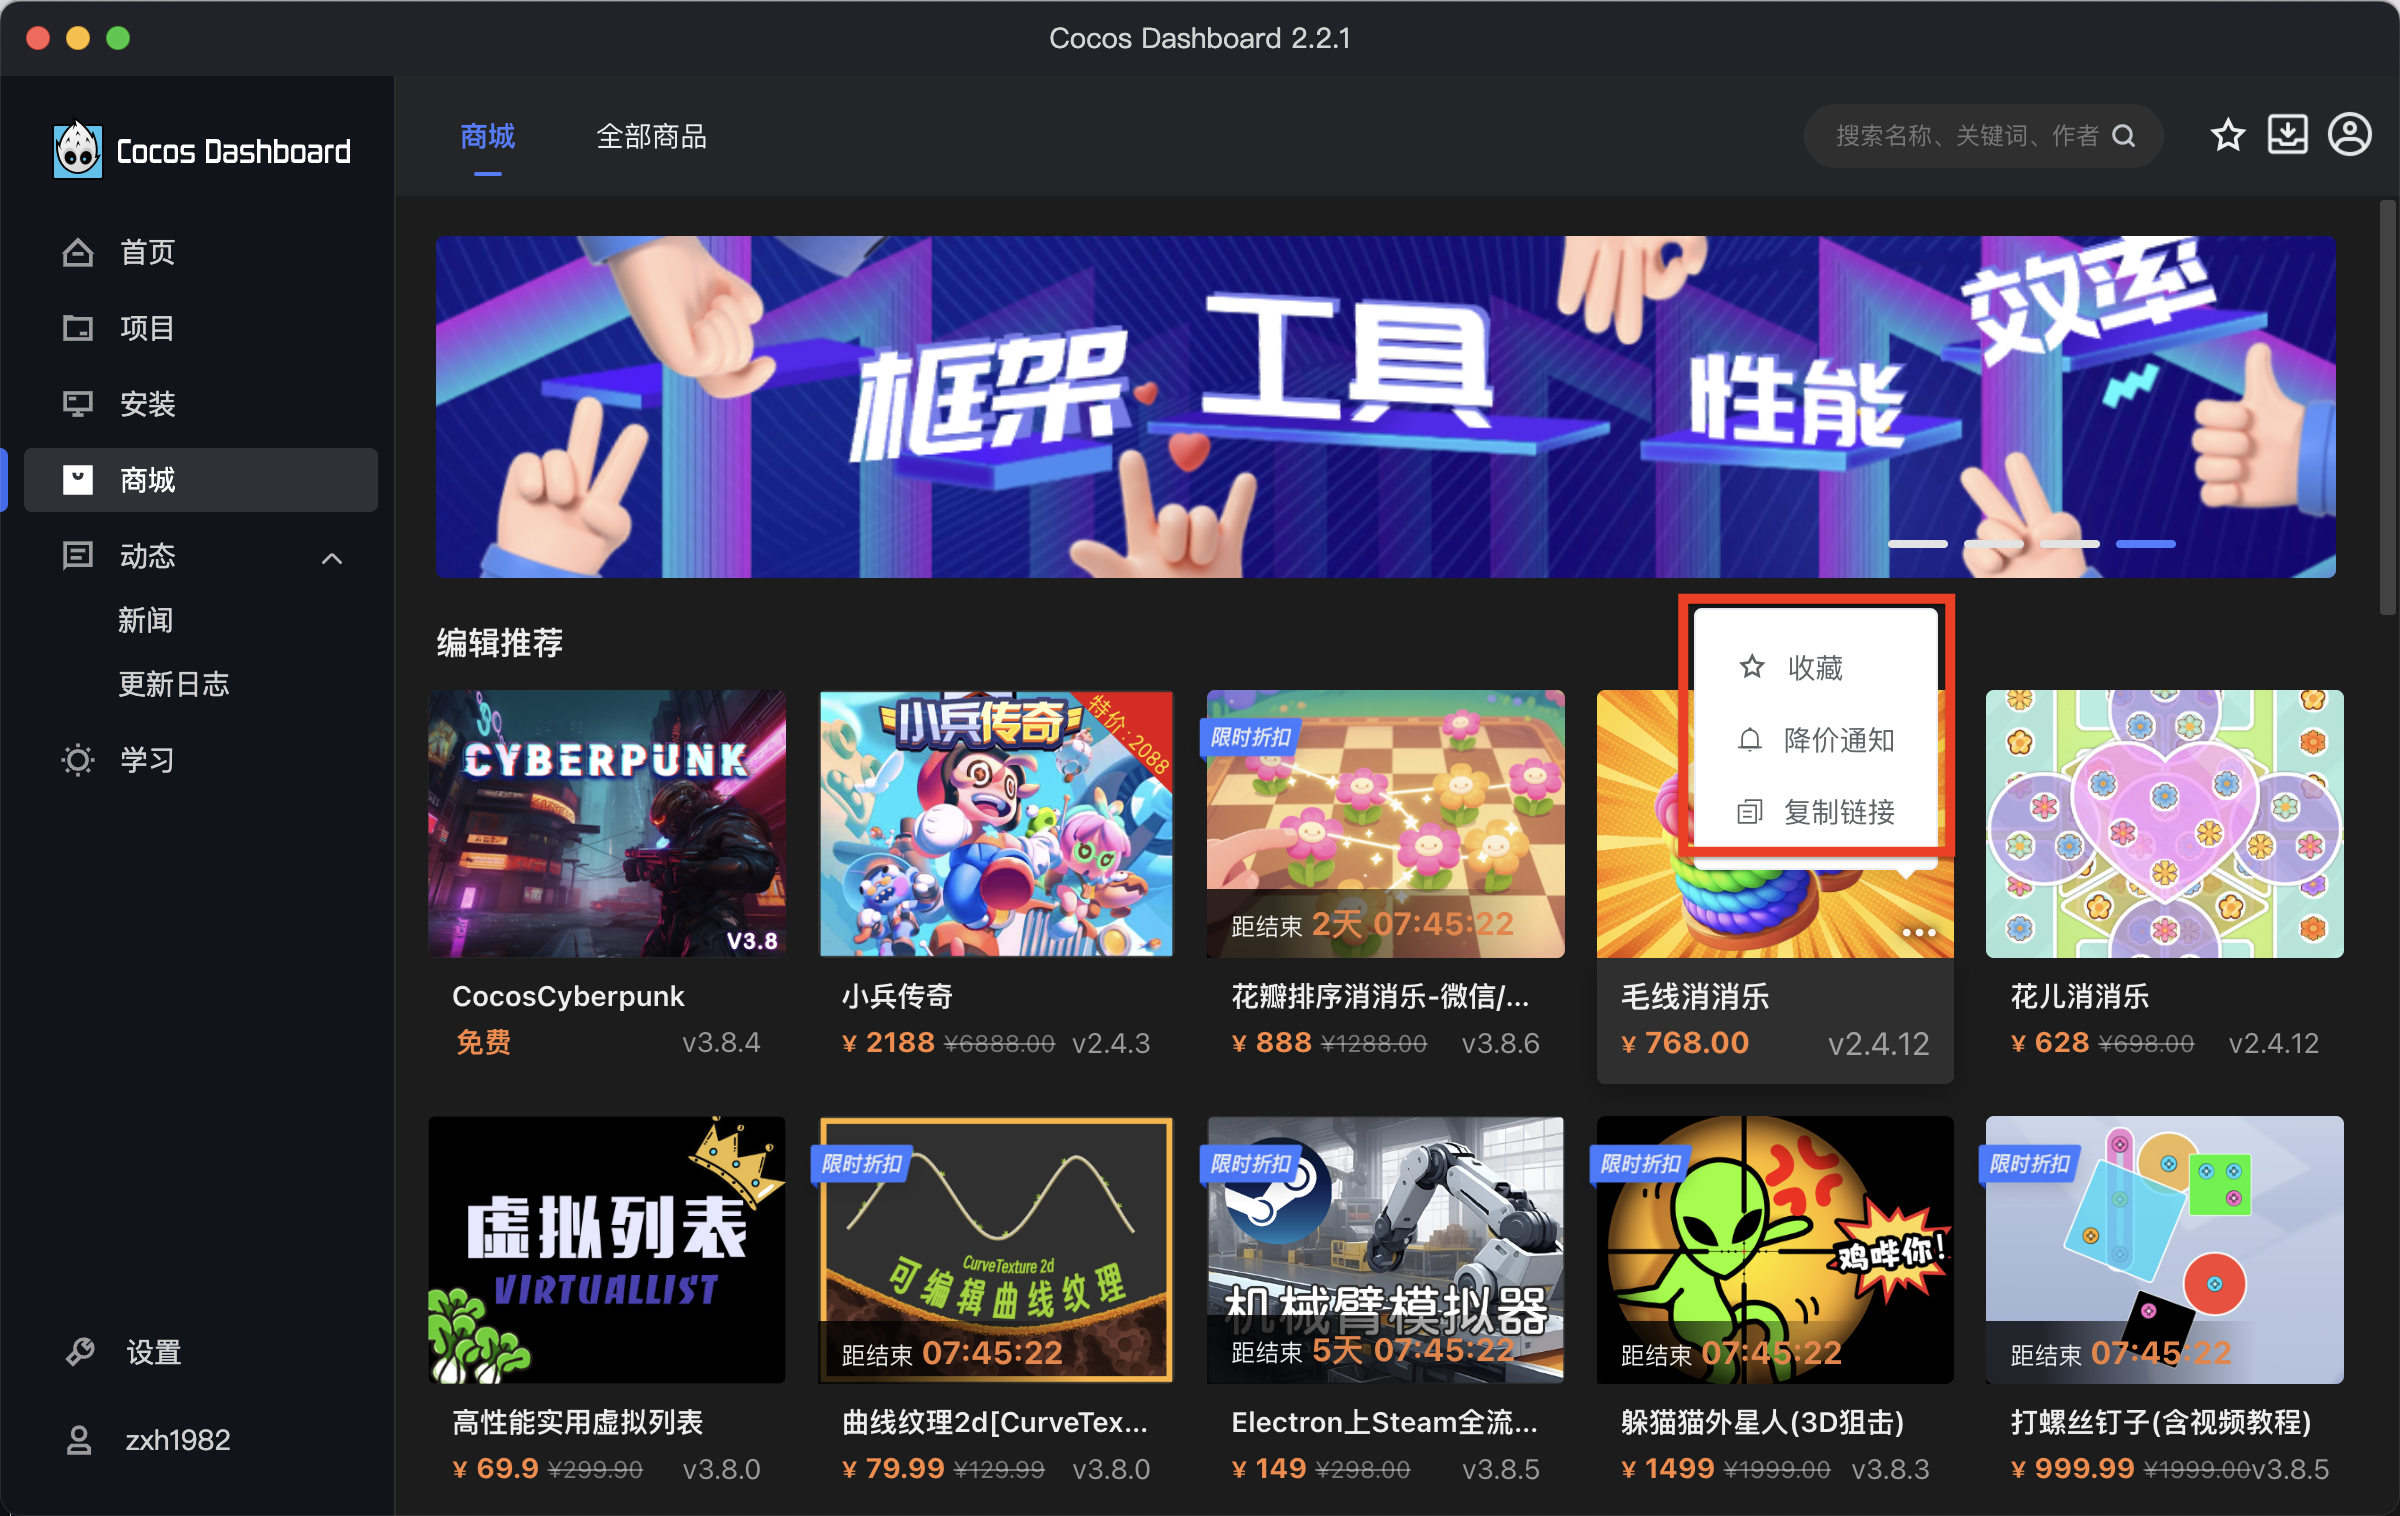 Cocos Dashboard 2.2.1
Cocos Dashboard
首页
项目
安装
商城
动态
新闻
更新日志
学习
设置
zxh1982
商城
全部商品
搜索名称、关键词、作者
框架
工具
性能
效率
编辑推荐
收藏
降价通知
复制链接
CYBERPUNK
V3.8
CocosCyberpunk
免费
v3.8.4
小兵传奇
特价:2088
小兵传奇
¥ 2188 ¥6888.00 v2.4.3
限时折扣
距结束 2天 07:45:22
花瓣排序消消乐-微信/...
¥ 888 ¥1288.00 v3.8.6
毛线消消乐
¥ 768.00 v2.4.12
花儿消消乐
¥ 628 ¥698.00 v2.4.12
虚拟列表
VIRTUALLIST
高性能实用虚拟列表
¥ 69.9 ¥299.90 v3.8.0
限时折扣
CurveTexture 2d
可编辑曲线纹理
距结束 07:45:22
曲线纹理2d[CurveTex...
¥ 79.99 ¥129.99 v3.8.0
限时折扣
机械臂模拟器
距结束 5天 07:45:22
Electron上Steam全流...
¥ 149 ¥298.00 v3.8.5
限时折扣
鸡哔你!
距结束 07:45:22
躲猫猫外星人(3D狙击)
¥ 1499 ¥1999.00 v3.8.3
限时折扣
距结束 07:45:22
打螺丝钉子(含视频教程)
¥ 999.99 ¥1999.00 v3.8.5